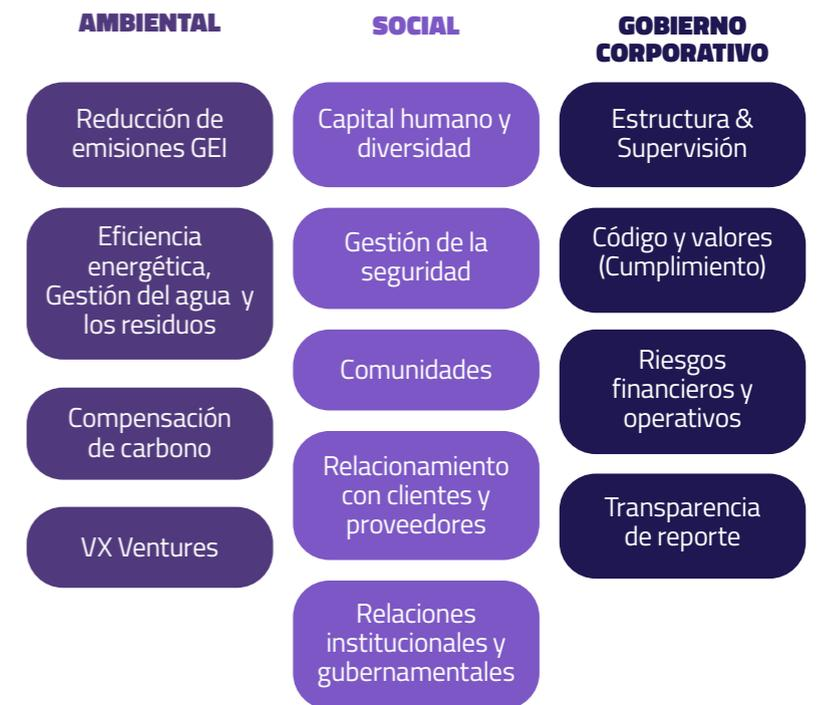 AMBIENTAL
Reducción de
emisiones GEI
Eficiencia
energética,
Gestión del agua y
los residuos
Compensación
de carbono
VX Ventures
SOCIAL
Capital humano y
diversidad
Gestión de la
seguridad
Comunidades
Relacionamiento
con clientes y
proveedores
Relaciones
institucionales y
gubernamentales
GOBIERNO
CORPORATIVO
Estructura &
Supervisión
Código y valores
(Cumplimiento)
Riesgos
financieros y
operativos
Transparencia
de reporte